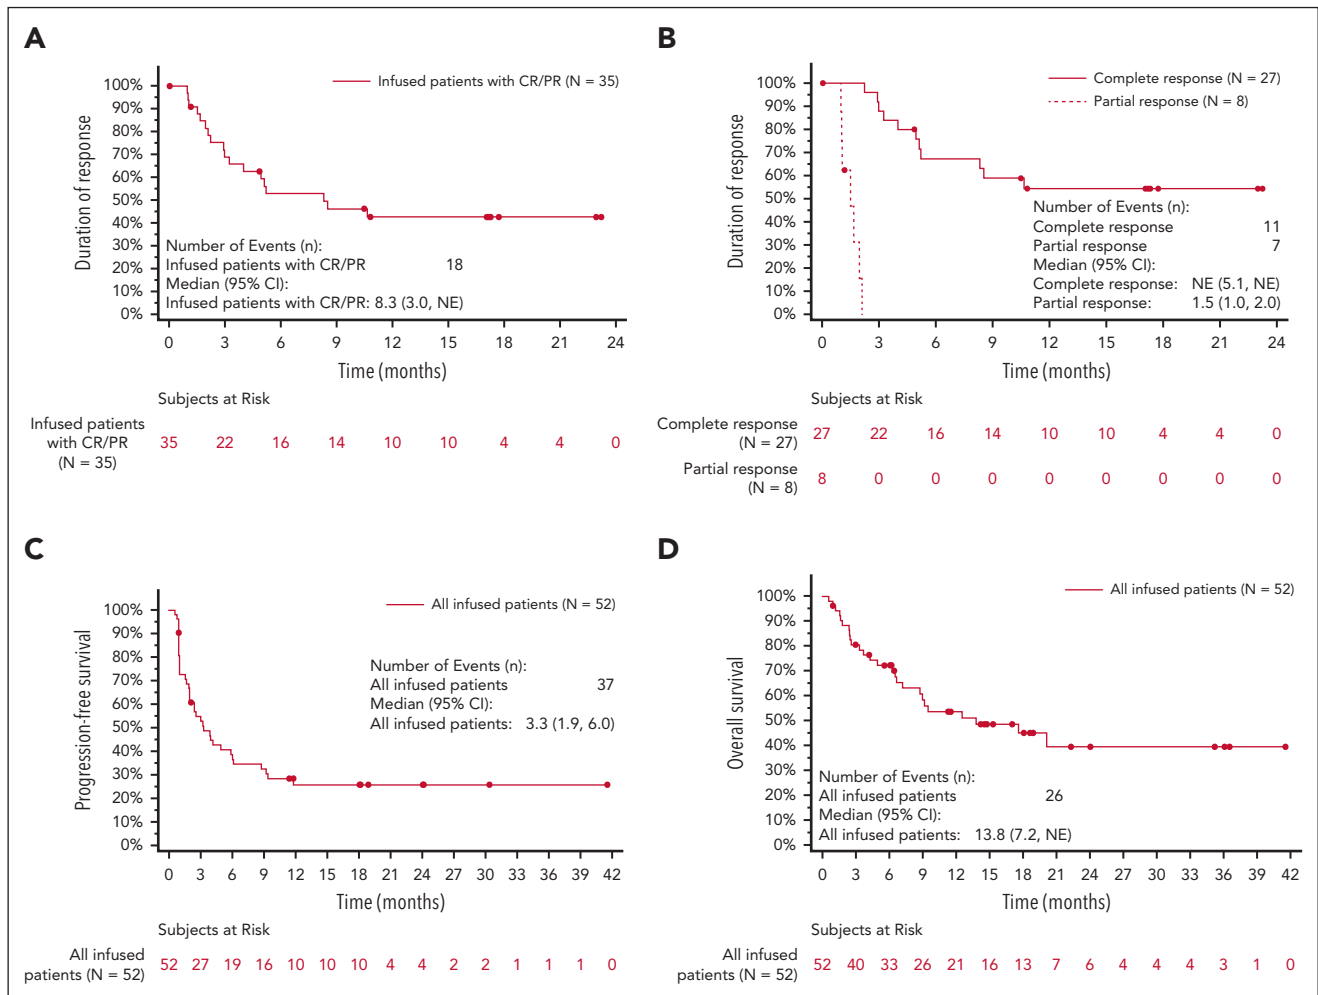 A
Infused patients with CR/PR (N = 35)
100%
90%
80%
70%
60%
50%
40%
30%
20%
10%
0%
Duration of response
Number of Events (n):
Infused patients with CR/PR 18
Median (95% CI):
Infused patients with CR/PR: 8.3 (3.0, NE)
0 3 6 9 12 15 18 21 24
Time (months)
Subjects at Risk
Infused patients
with CR/PR
(N = 35)
35 22 16 14 10 10 4 4 0
B
Complete response (N = 27)
Partial response (N = 8)
100%
90%
80%
70%
60%
50%
40%
30%
20%
10%
0%
Duration of response
Number of Events (n):
Complete response 11
Partial response 7
Median (95% CI):
Complete response: NE (5.1, NE)
Partial response: 1.5 (1.0, 2.0)
0 3 6 9 12 15 18 21 24
Time (months)
Subjects at Risk
Complete response
(N = 27)
27 22 16 14 10 10 4 4 0
Partial response
(N = 8)
8 0 0 0 0 0 0 0 0
C
All infused patients (N = 52)
100%
90%
80%
70%
60%
50%
40%
30%
20%
10%
0%
Progression-free survival
Number of Events (n):
All infused patients 37
Median (95% CI):
All infused patients: 3.3 (1.9, 6.0)
0 3 6 9 12 15 18 21 24 27 30 33 36 39 42
Time (months)
Subjects at Risk
All infused
patients (N = 52)
52 27 19 16 10 10 10 4 4 2 2 1 1 1 0
D
All infused patients (N = 52)
100%
90%
80%
70%
60%
50%
40%
30%
20%
10%
0%
Overall survival
Number of Events (n):
All infused patients 26
Median (95% CI):
All infused patients: 13.8 (7.2, NE)
0 3 6 9 12 15 18 21 24 27 30 33 36 39 42
Time (months)
Subjects at Risk
All infused
patients (N = 52)
52 40 33 26 21 16 13 7 6 4 4 4 3 1 0